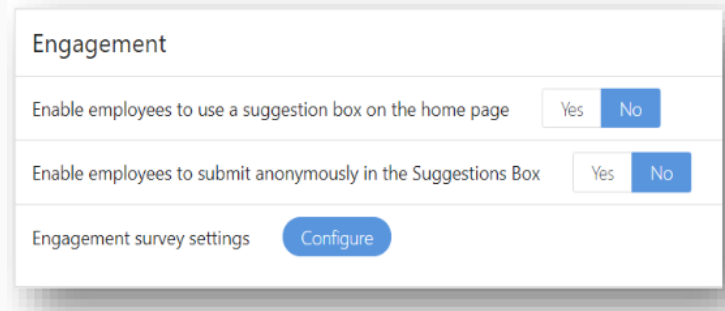 Engagement
Enable employees to use a suggestion box on the home page Yes No
Enable employees to submit anonymously in the Suggestions Box Yes No
Engagement survey settings Configure